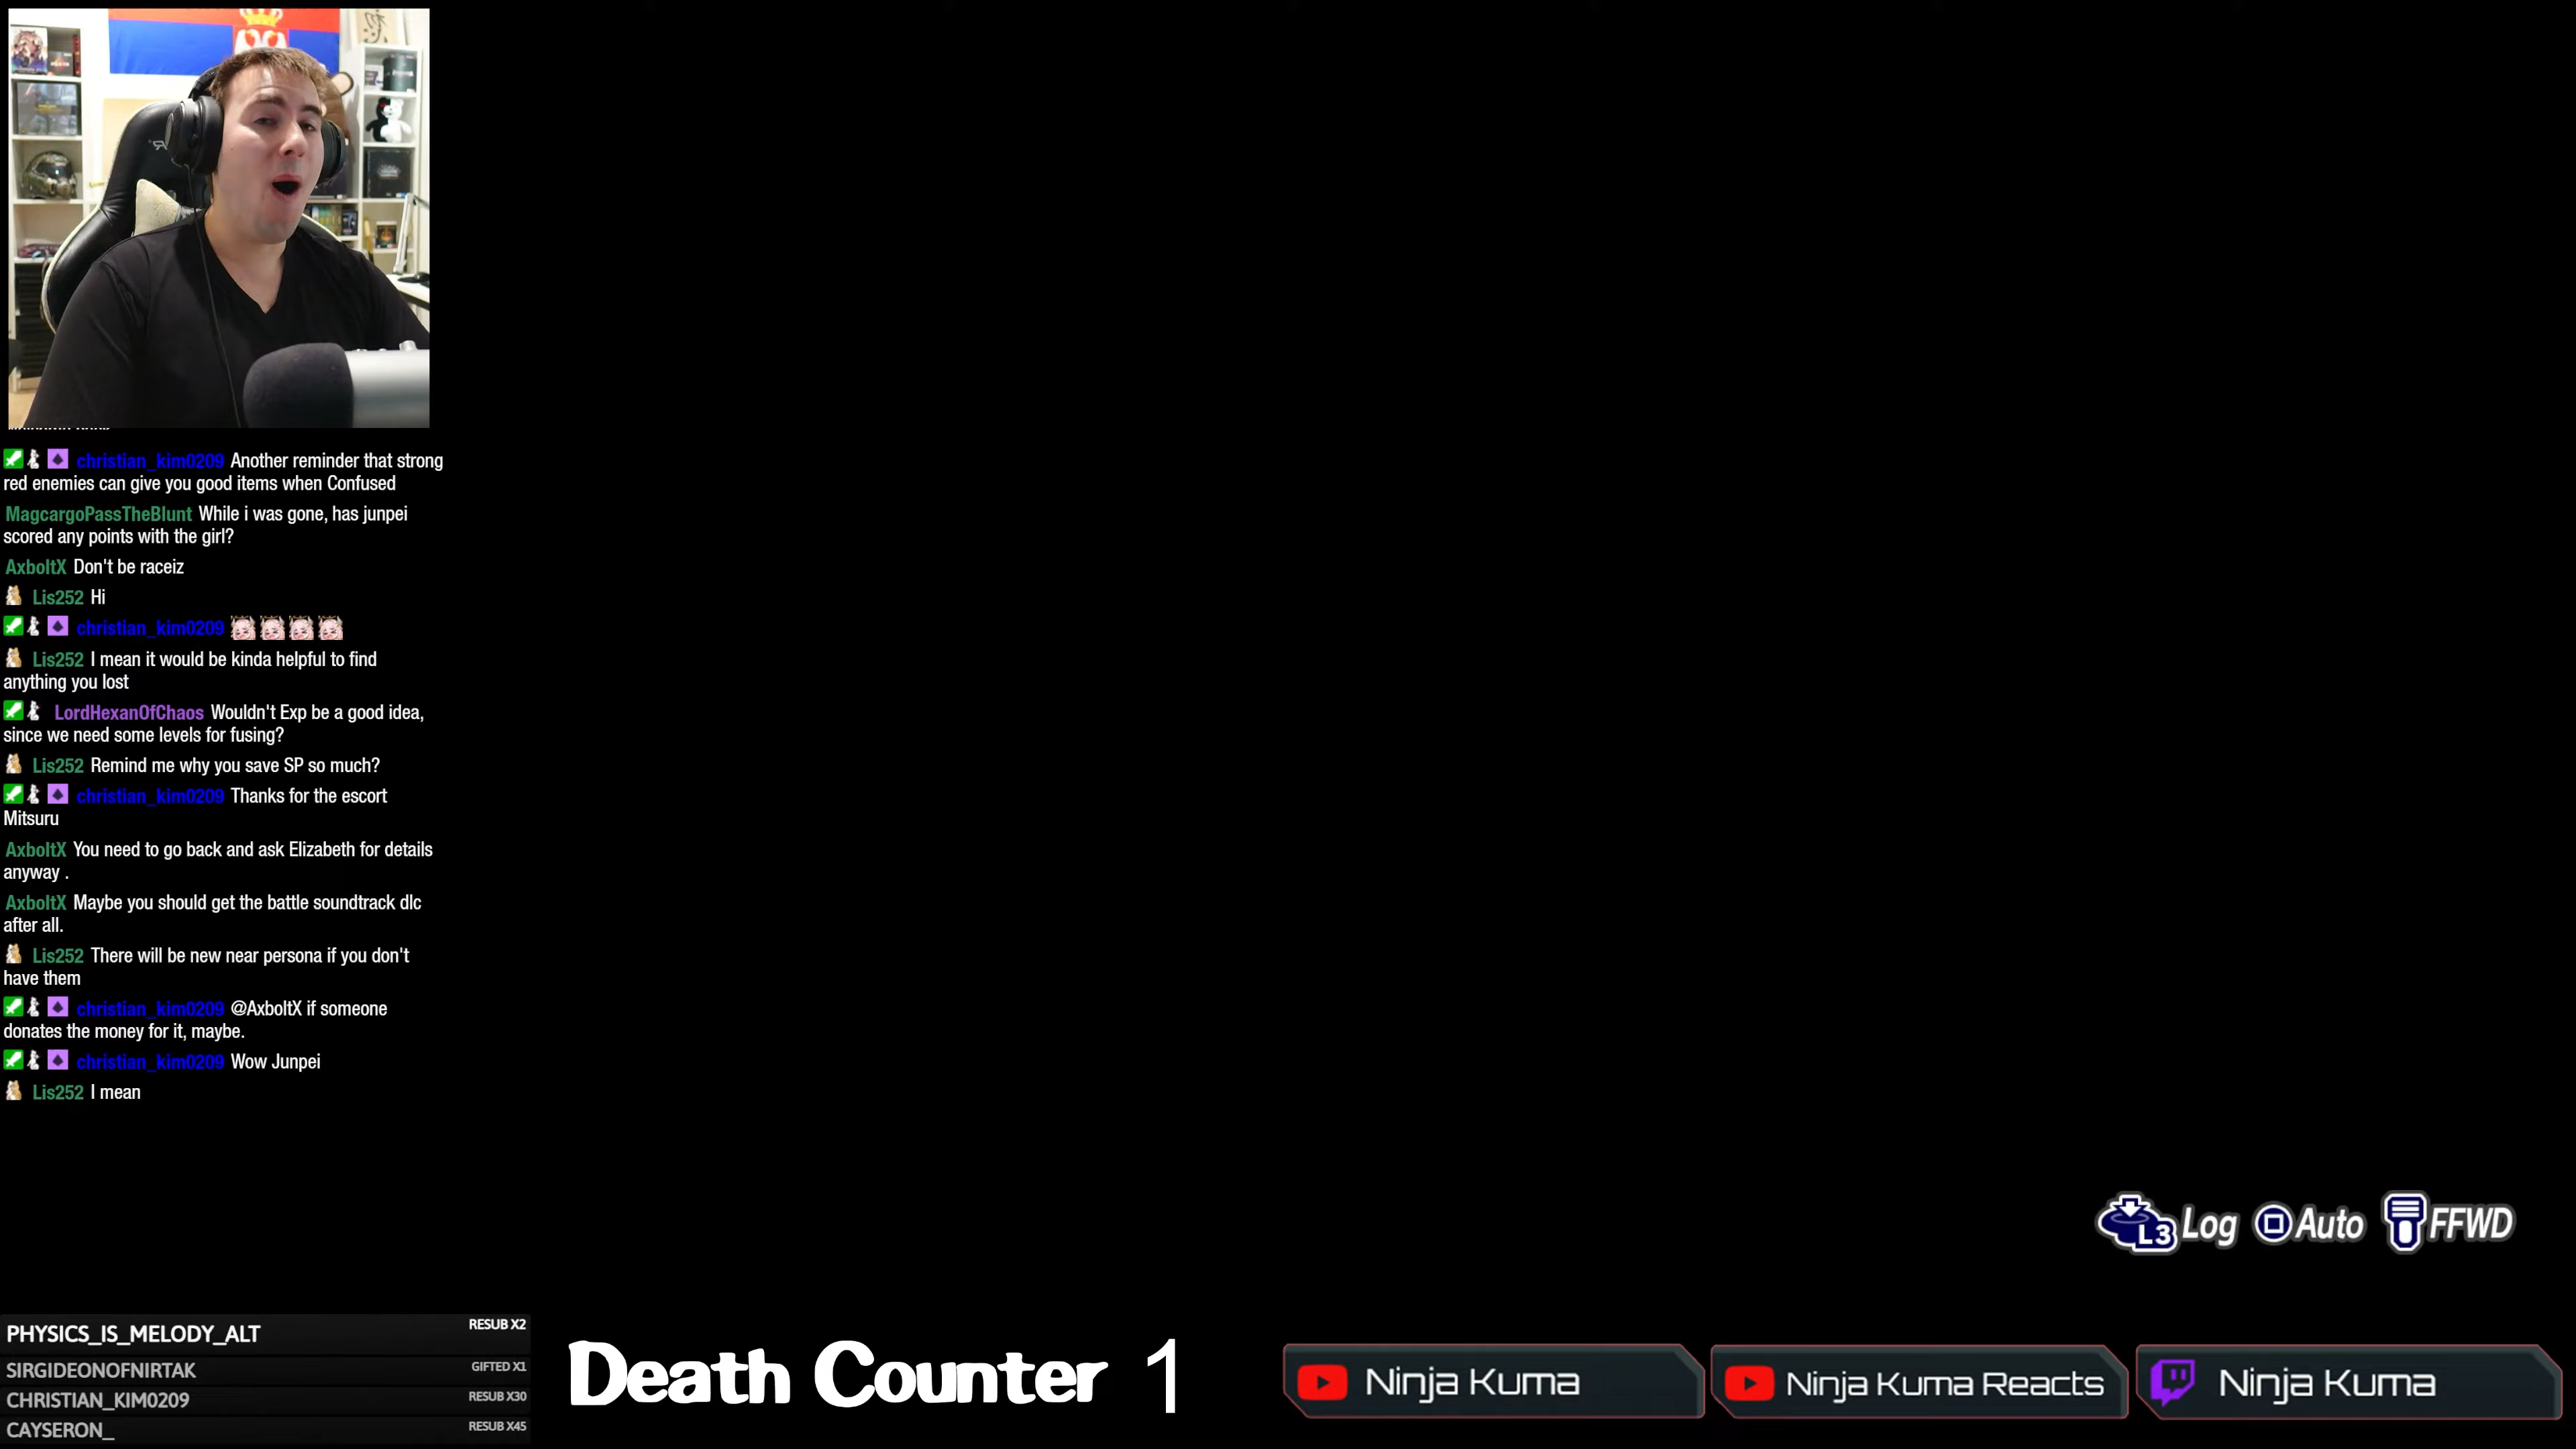 christian_kim0209 Another reminder that strong
red enemies can give you good items when Confused
MagcargoPassTheBlunt While i was gone, has junpei
scored any points with the girl?
AxboltX Don't be raceiz
Lis252 Hi
christian_kim0209
Lis252 I mean it would be kinda helpful to find
anything you lost
LordHexanOfChaos Wouldn't Exp be a good idea,
since we need some levels for fusing?
Lis252 Remind me why you save SP so much?
christian_kim0209 Thanks for the escort
Mitsuru
AxboltX You need to go back and ask Elizabeth for details
anyway .
AxboltX Maybe you should get the battle soundtrack dlc
after all.
Lis252 There will be new near persona if you don't
have them
christian_kim0209 @AxboltX if someone
donates the money for it, maybe.
christian_kim0209 Wow Junpei
Lis252 I mean
L3 Log Auto FFWD
PHYSICS_IS_MELODY_ALT RESUB X2
SIRGIDEONOFNIRTAK GIFTED X1
CHRISTIAN_KIM0209 RESUB X30
CAYSERON_ RESUB X45
Death Counter 1
Ninja Kuma
Ninja Kuma Reacts
Ninja Kuma